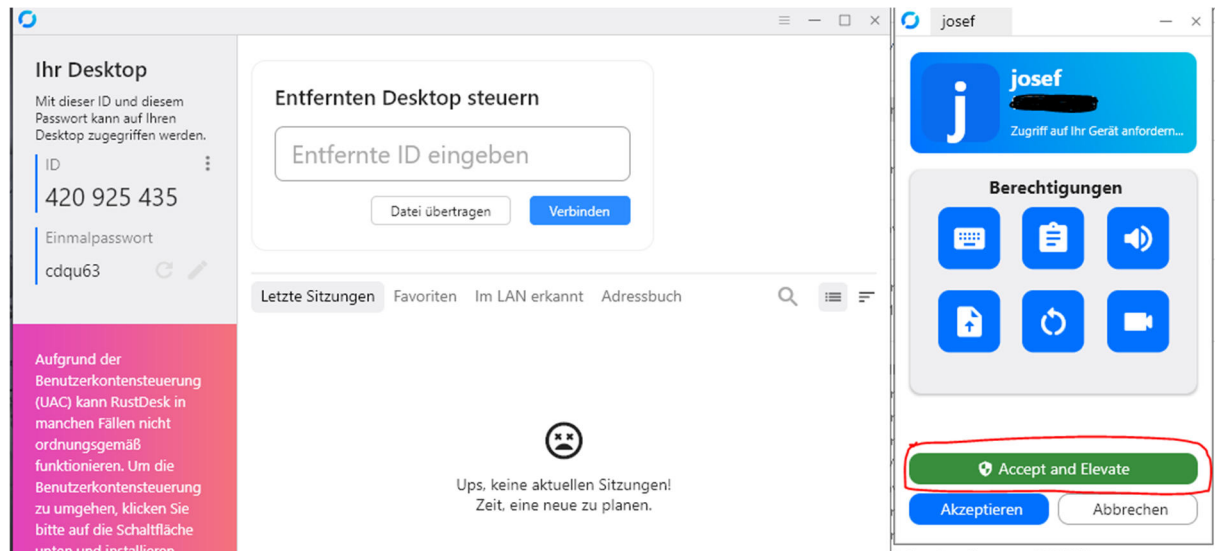 Ihr Desktop
Mit dieser ID und diesem
Passwort kann auf Ihren
Desktop zugegriffen werden.
ID
420 925 435
Einmalpasswort
cdqu63
Aufgrund der
Benutzerkontensteuerung
(UAC) kann RustDesk in
manchen Fällen nicht
ordnungsgemäß
funktionieren. Um die
Benutzerkontensteuerung
zu umgehen, klicken Sie
bitte auf die Schaltfläche
unten und installieren
Entfernten Desktop steuern
Entfernte ID eingeben
Datei übertragen
Verbinden
Letzte Sitzungen Favoriten Im LAN erkannt Adressbuch
Ups, keine aktuellen Sitzungen!
Zeit, eine neue zu planen.
josef
j
josef
Zugriff auf Ihr Gerät anfordern...
Berechtigungen
Accept and Elevate
Akzeptieren Abbrechen